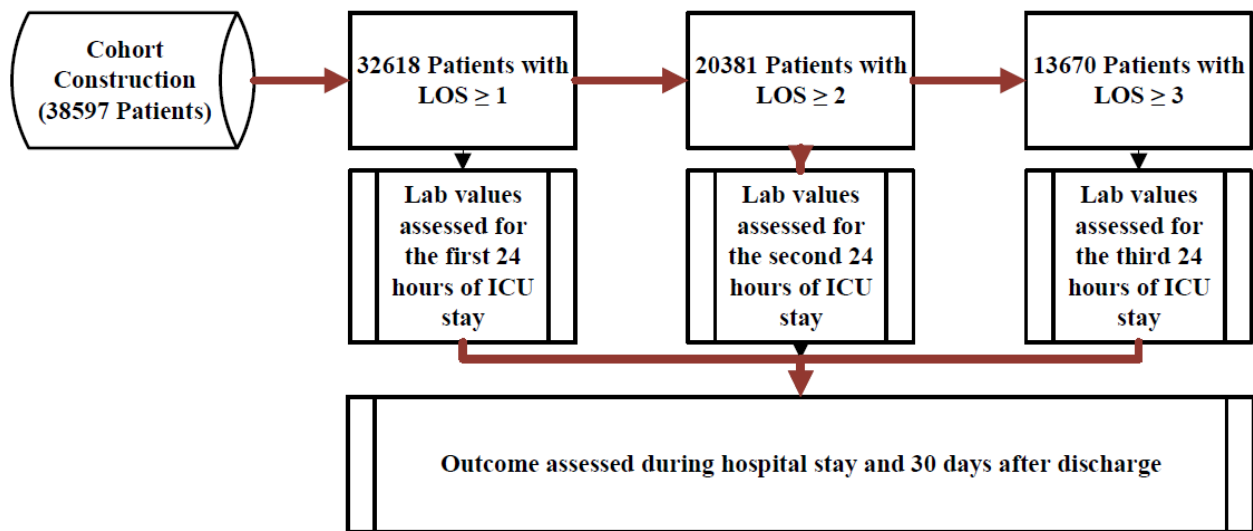 Cohort
Construction
(38597 Patients)
32618 Patients with
LOS ≥ 1
20381 Patients with
LOS ≥ 2
13670 Patients with
LOS ≥ 3
Lab values
assessed for
the first 24
hours of ICU
stay
Lab values
assessed for
the second 24
hours of ICU
stay
Lab values
assessed for
the third 24
hours of ICU
stay
Outcome assessed during hospital stay and 30 days after discharge